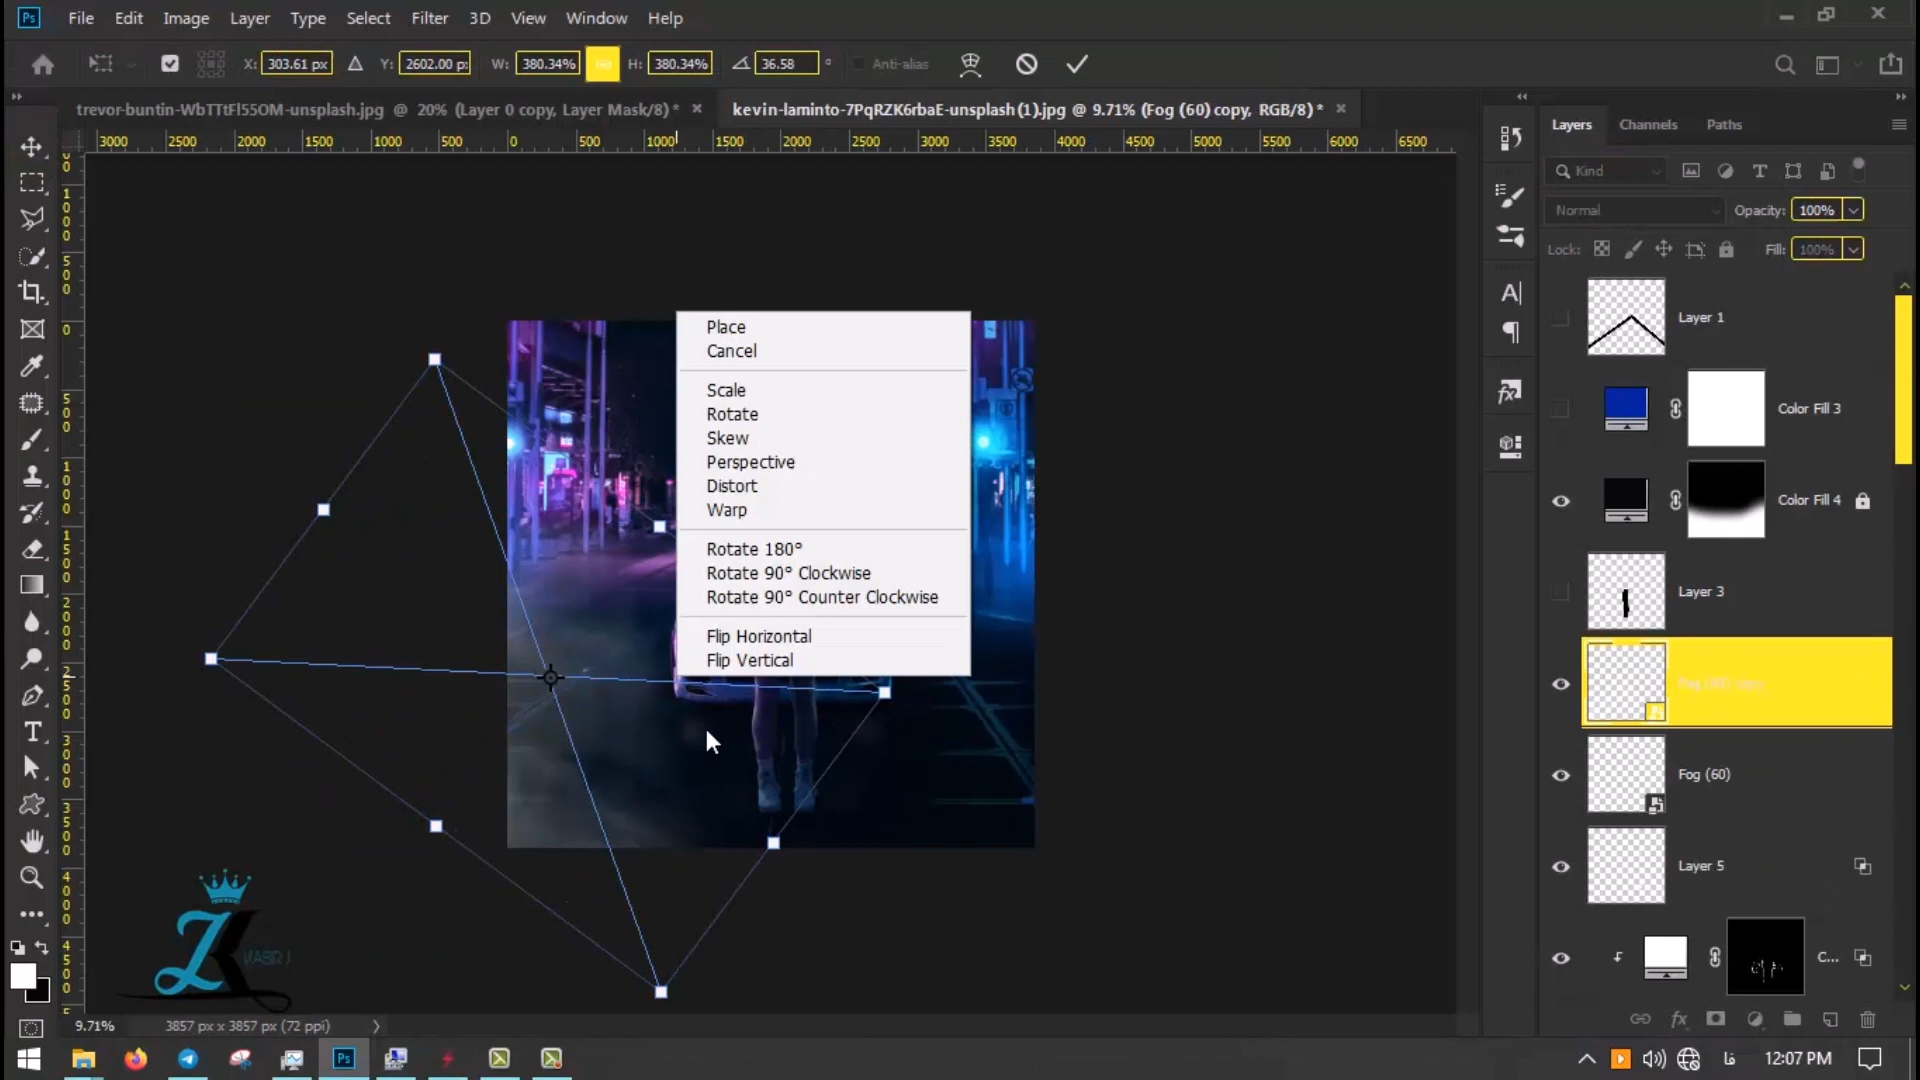 Ps File Edit Image Layer Type Select Filter 3D View Window Help
X: 303.61 px Y: 2602.00 p: W: 380.34% H: 380.34% 36.58 ° Anti-alias
trevor-buntin-WbTTtFl55OM-unsplash.jpg @ 20% (Layer 0 copy, Layer Mask/8) *
kevin-laminto-7PqRZK6rbaE-unsplash (1).jpg @ 9.71% (Fog (60) copy, RGB/8) *
3000 2500 2000 1500 1000 500 0 500 1000 1500 2000 2500 3000 3500 4000 4500 5000 5500 6000 6500
Layers Channels Paths
Kind
Normal Opacity: 100%
Lock: Fill: 100%
Layer 1
Color Fill 3
Color Fill 4
Layer 3
Fog (60) copy
Fog (60)
Layer 5
C...
Place
Cancel
Scale
Rotate
Skew
Perspective
Distort
Warp
Rotate 180°
Rotate 90° Clockwise
Rotate 90° Counter Clockwise
Flip Horizontal
Flip Vertical
9.71% 3857 px x 3857 px (72 ppi)
Ps
فا 12:07 PM